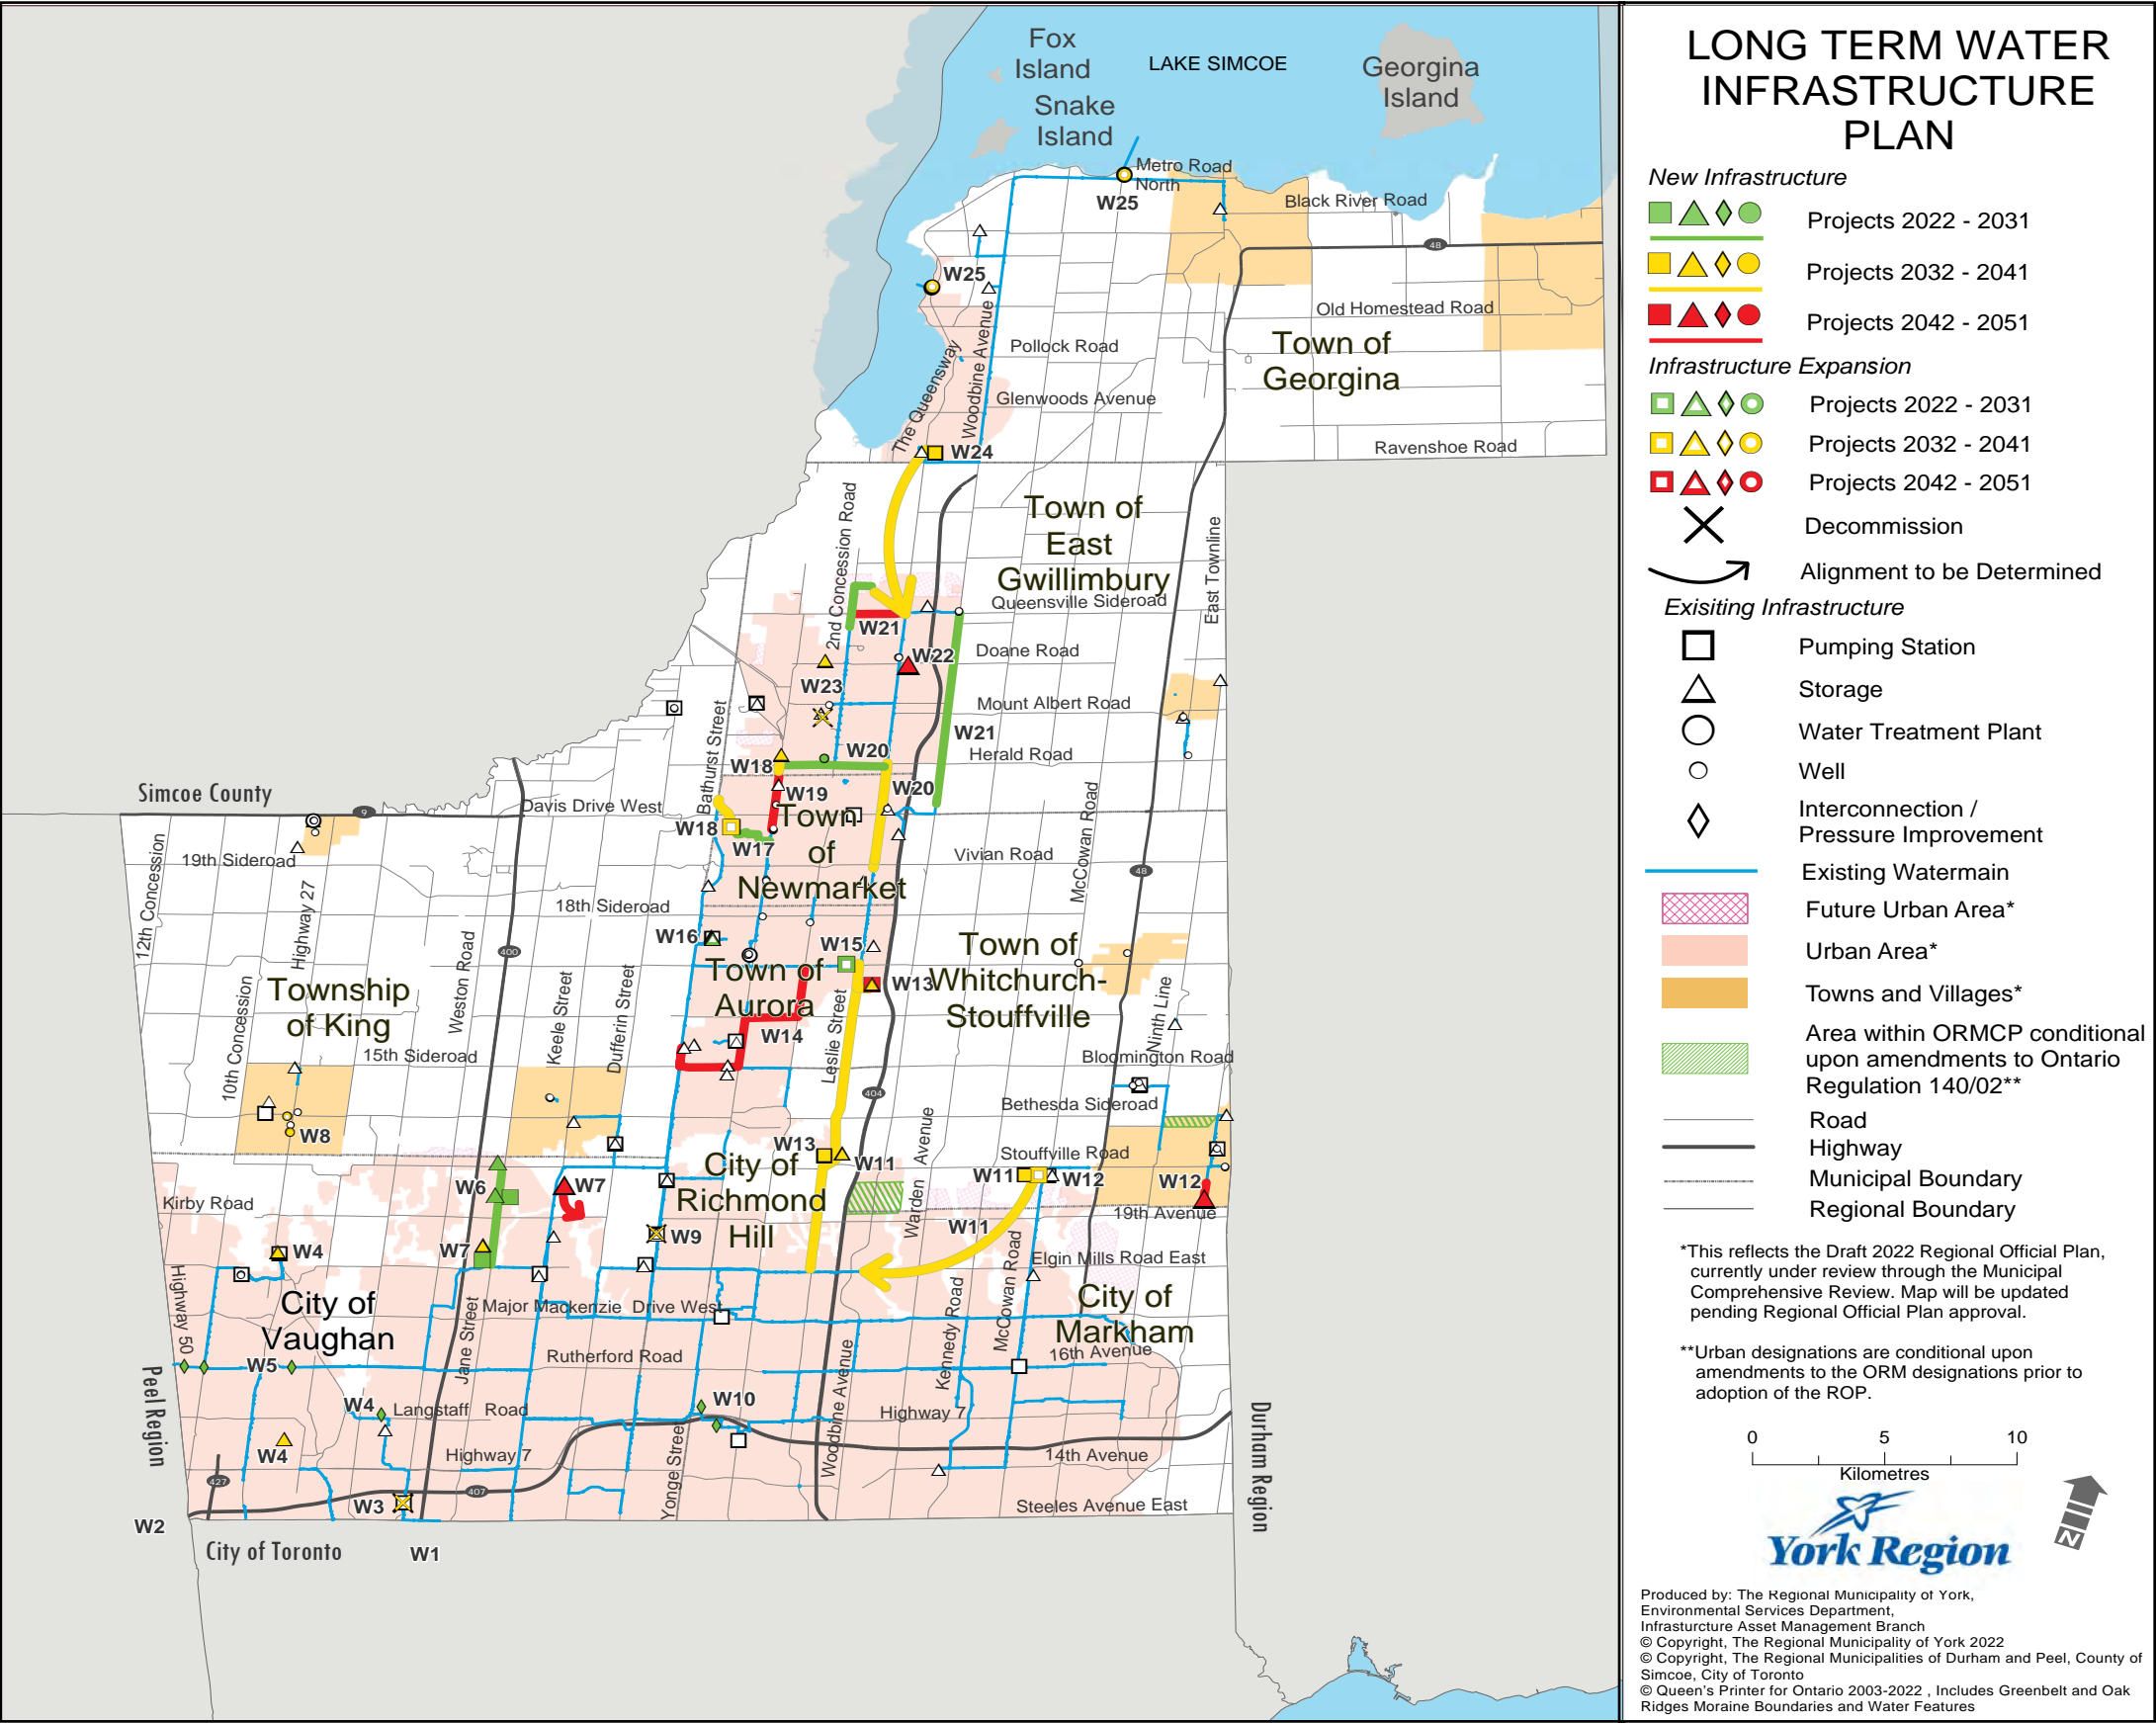 Fox
Island
LAKE SIMCOE
Georgina
Island
Snake
Island
Metro Road
North
W25
Black River Road
48
W25
Old Homestead Road
Woodbine Avenue
The Queensway
Pollock Road
Town of
Georgina
Glenwoods Avenue
W24
Ravenshoe Road
2nd Concession Road
Town of
East
Gwillimbury
East Townline
Queensville Sideroad
W21
W22
Doane Road
W23
Mount Albert Road
Bathurst Street
W21
W20
Herald Road
W18
W19
W20
Simcoe County
9
Davis Drive West
McCowan Road
W18
Town
of
Newmarket
W17
12th Concession
19th Sideroad
Vivian Road
48
Highway 27
18th Sideroad
W16
W15
400
Weston Road
Town of
Aurora
W13
Town of
Whitchurch-
Stouffville
Township
of King
10th Concession
Keele Street
Dufferin Street
Leslie Street
Ninth Line
W14
15th Sideroad
Bloomington Road
404
Bethesda Sideroad
W8
W13
W11
Warden Avenue
Stouffville Road
City of
Richmond
Hill
W6
W7
W11
W12
W12
Kirby Road
19th Avenue
W11
W9
W4
W7
Elgin Mills Road East
McCowan Road
Highway 50
City of
Vaughan
Major Mackenzie Drive West
Kennedy Road
City of
Markham
Jane Street
W5
Rutherford Road
16th Avenue
Woodbine Avenue
Peel Region
W4
Langstaff Road
W10
Highway 7
Durham Region
W4
Highway 7
14th Avenue
427
407
Yonge Street
W3
Steeles Avenue East
W2
City of Toronto
W1
LONG TERM WATER
INFRASTRUCTURE
PLAN
New Infrastructure
Projects 2022 - 2031
Projects 2032 - 2041
Projects 2042 - 2051
Infrastructure Expansion
Projects 2022 - 2031
Projects 2032 - 2041
Projects 2042 - 2051
Decommission
Alignment to be Determined
Exisiting Infrastructure
Pumping Station
Storage
Water Treatment Plant
Well
Interconnection /
Pressure Improvement
Existing Watermain
Future Urban Area*
Urban Area*
Towns and Villages*
Area within ORMCP conditional
upon amendments to Ontario
Regulation 140/02**
Road
Highway
Municipal Boundary
Regional Boundary
*This reflects the Draft 2022 Regional Official Plan,
currently under review through the Municipal
Comprehensive Review. Map will be updated
pending Regional Official Plan approval.
**Urban designations are conditional upon
amendments to the ORM designations prior to
adoption of the ROP.
0 5 10
Kilometres
York Region
N
Produced by: The Regional Municipality of York,
Environmental Services Department,
Infrasturcture Asset Management Branch
© Copyright, The Regional Municipality of York 2022
© Copyright, The Regional Municipalities of Durham and Peel, County of
Simcoe, City of Toronto
© Queen's Printer for Ontario 2003-2022 , Includes Greenbelt and Oak
Ridges Moraine Boundaries and Water Features